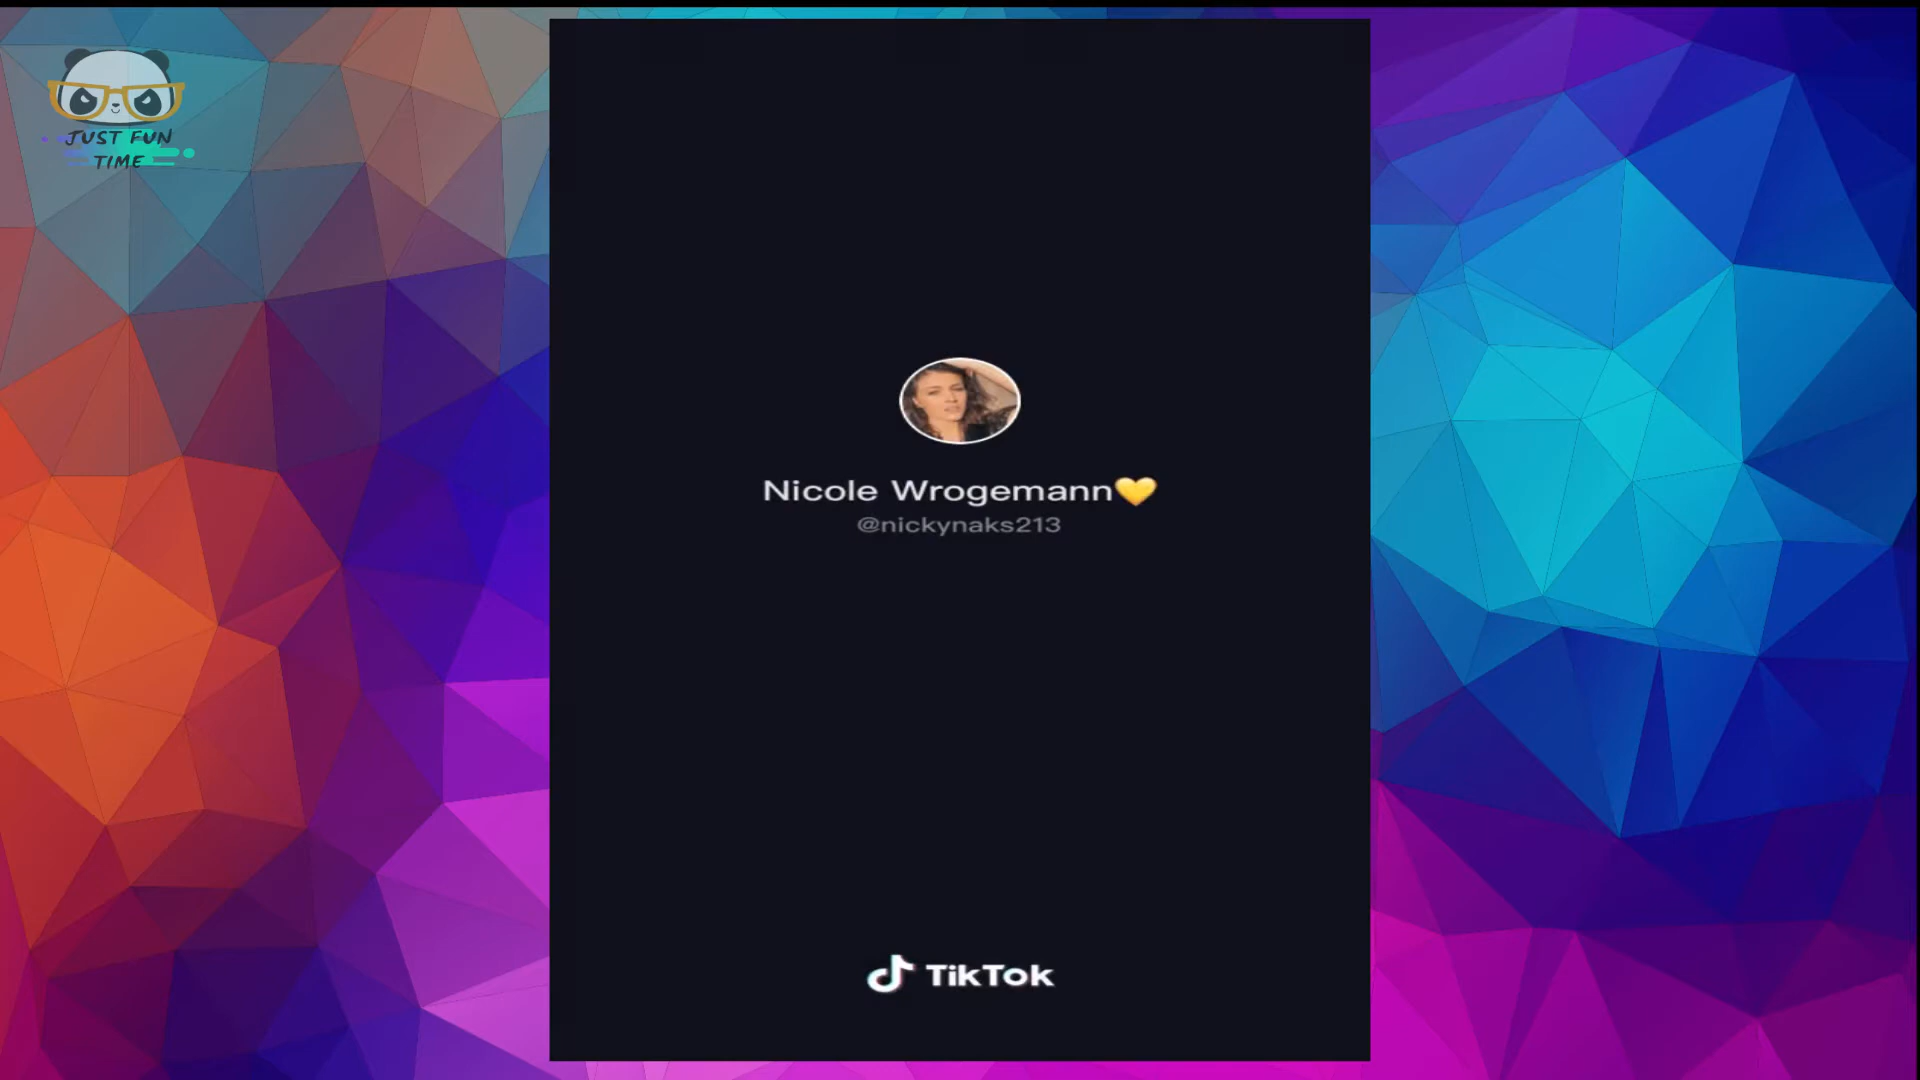 JUST FUN
TIME
Nicole Wrogemann💛
@nickynaks213
TikTok